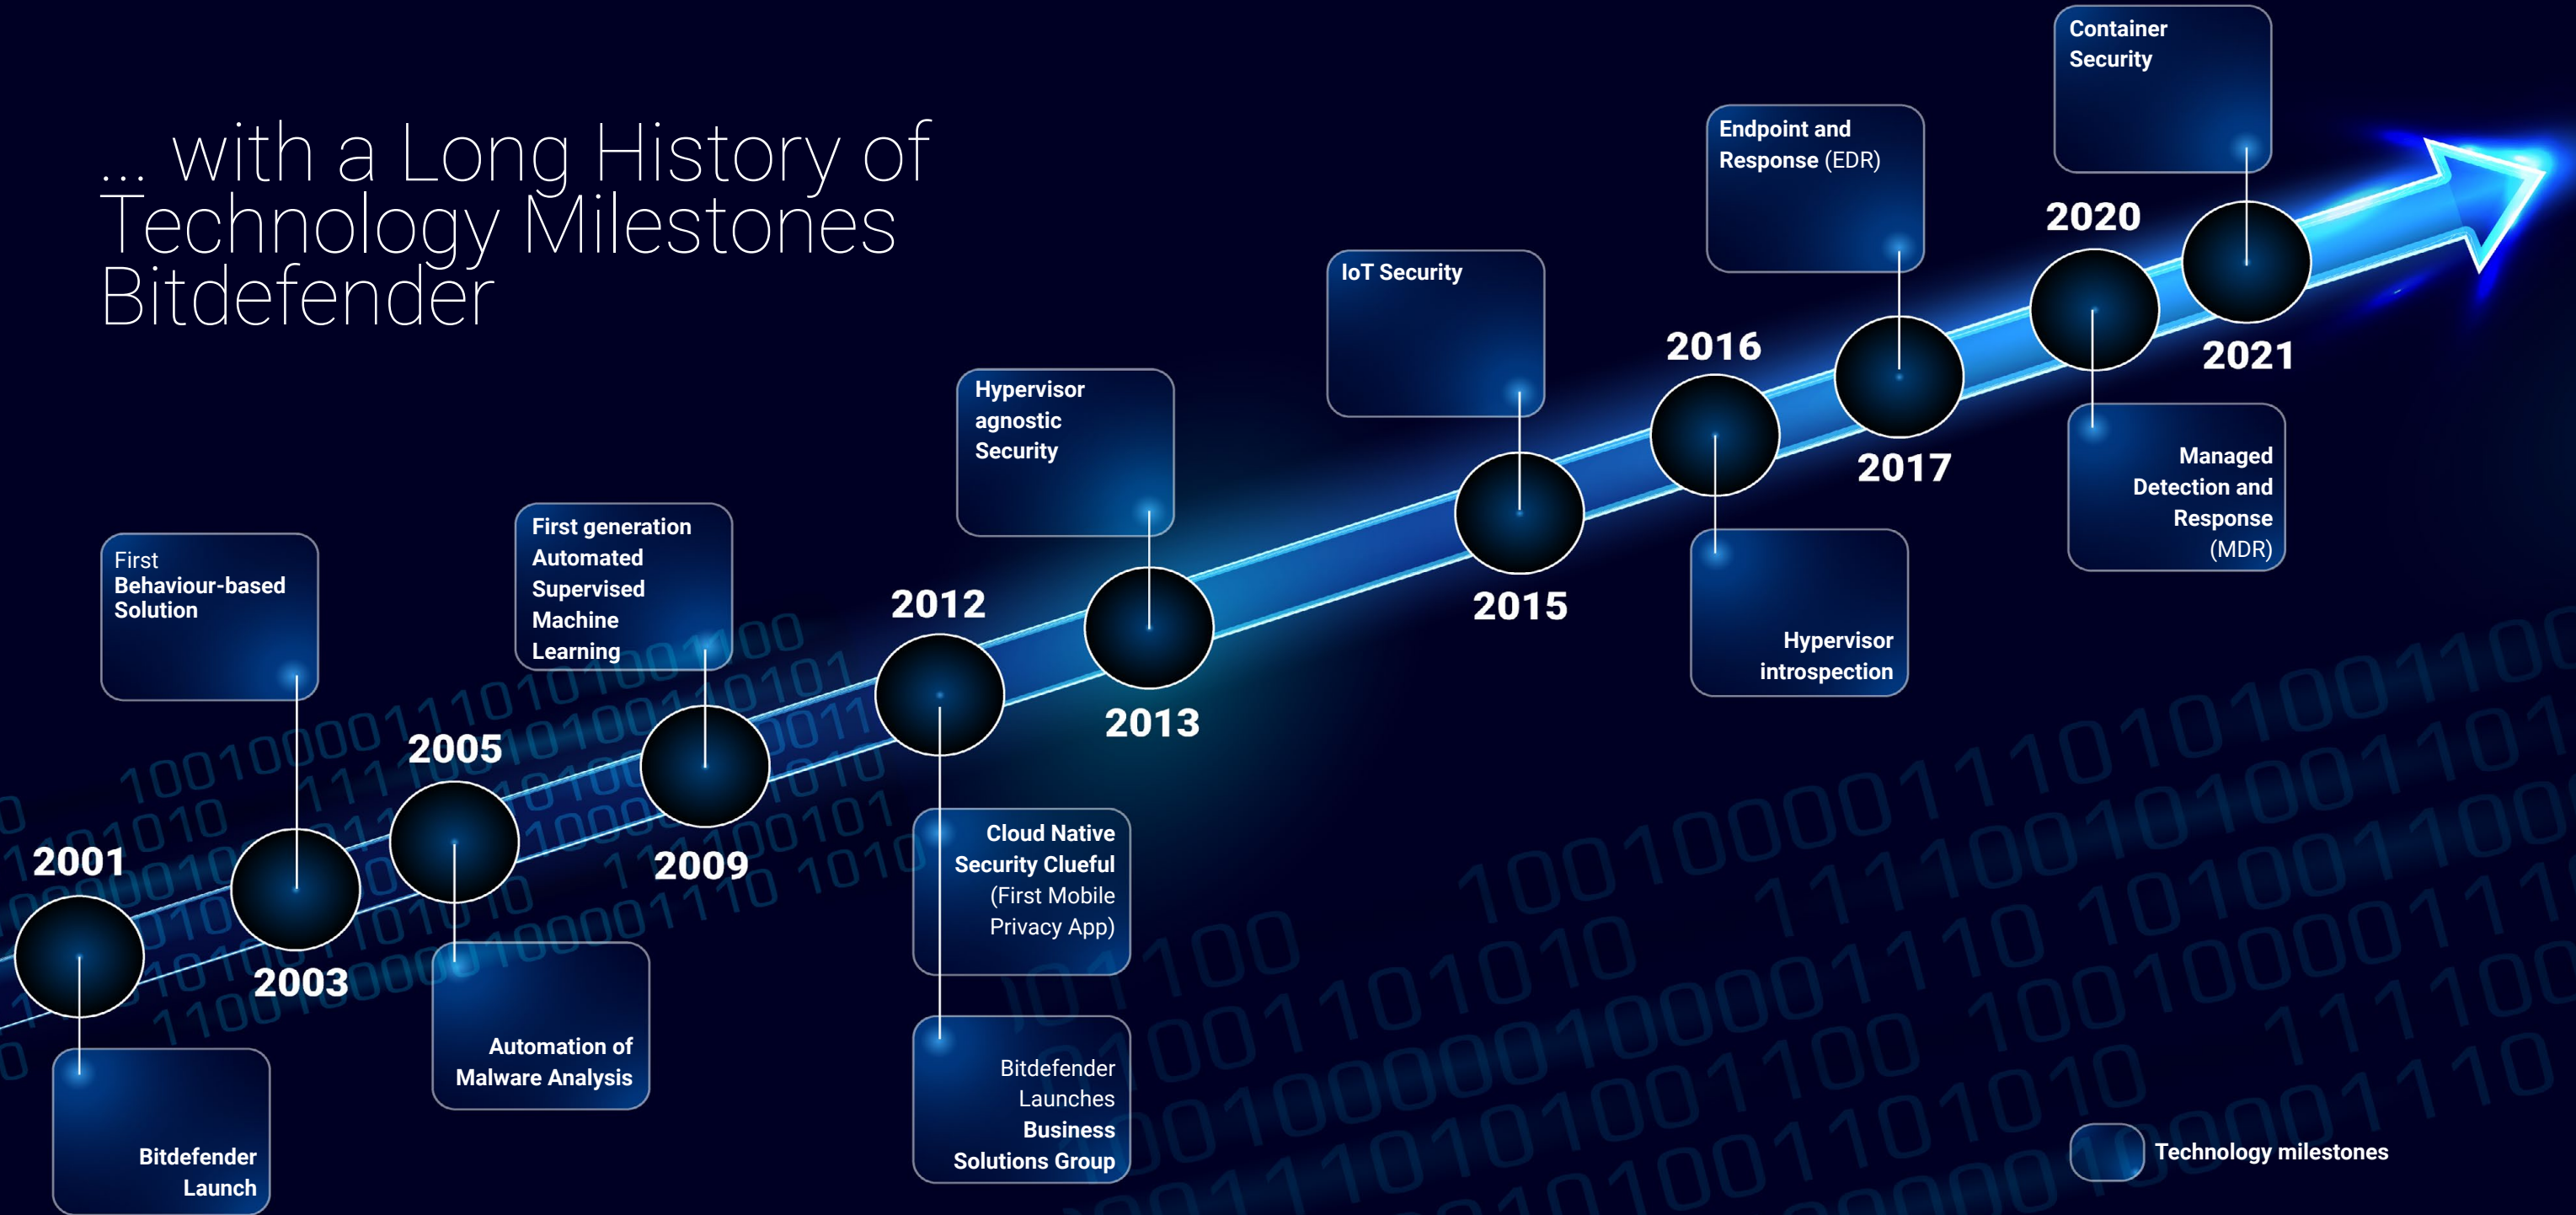 ... with a Long History of
Technology Milestones
Bitdefender
2001
Bitdefender
Launch
First
Behaviour-based
Solution
2003
2005
Automation of
Malware Analysis
First generation
Automated
Supervised
Machine
Learning
2009
2012
Cloud Native
Security Clueful
(First Mobile
Privacy App)
Bitdefender
Launches
Business
Solutions Group
Hypervisor
agnostic
Security
2013
IoT Security
2015
2016
Hypervisor
introspection
Endpoint and
Response (EDR)
2017
2020
Managed
Detection and
Response
(MDR)
Container
Security
2021
Technology milestones